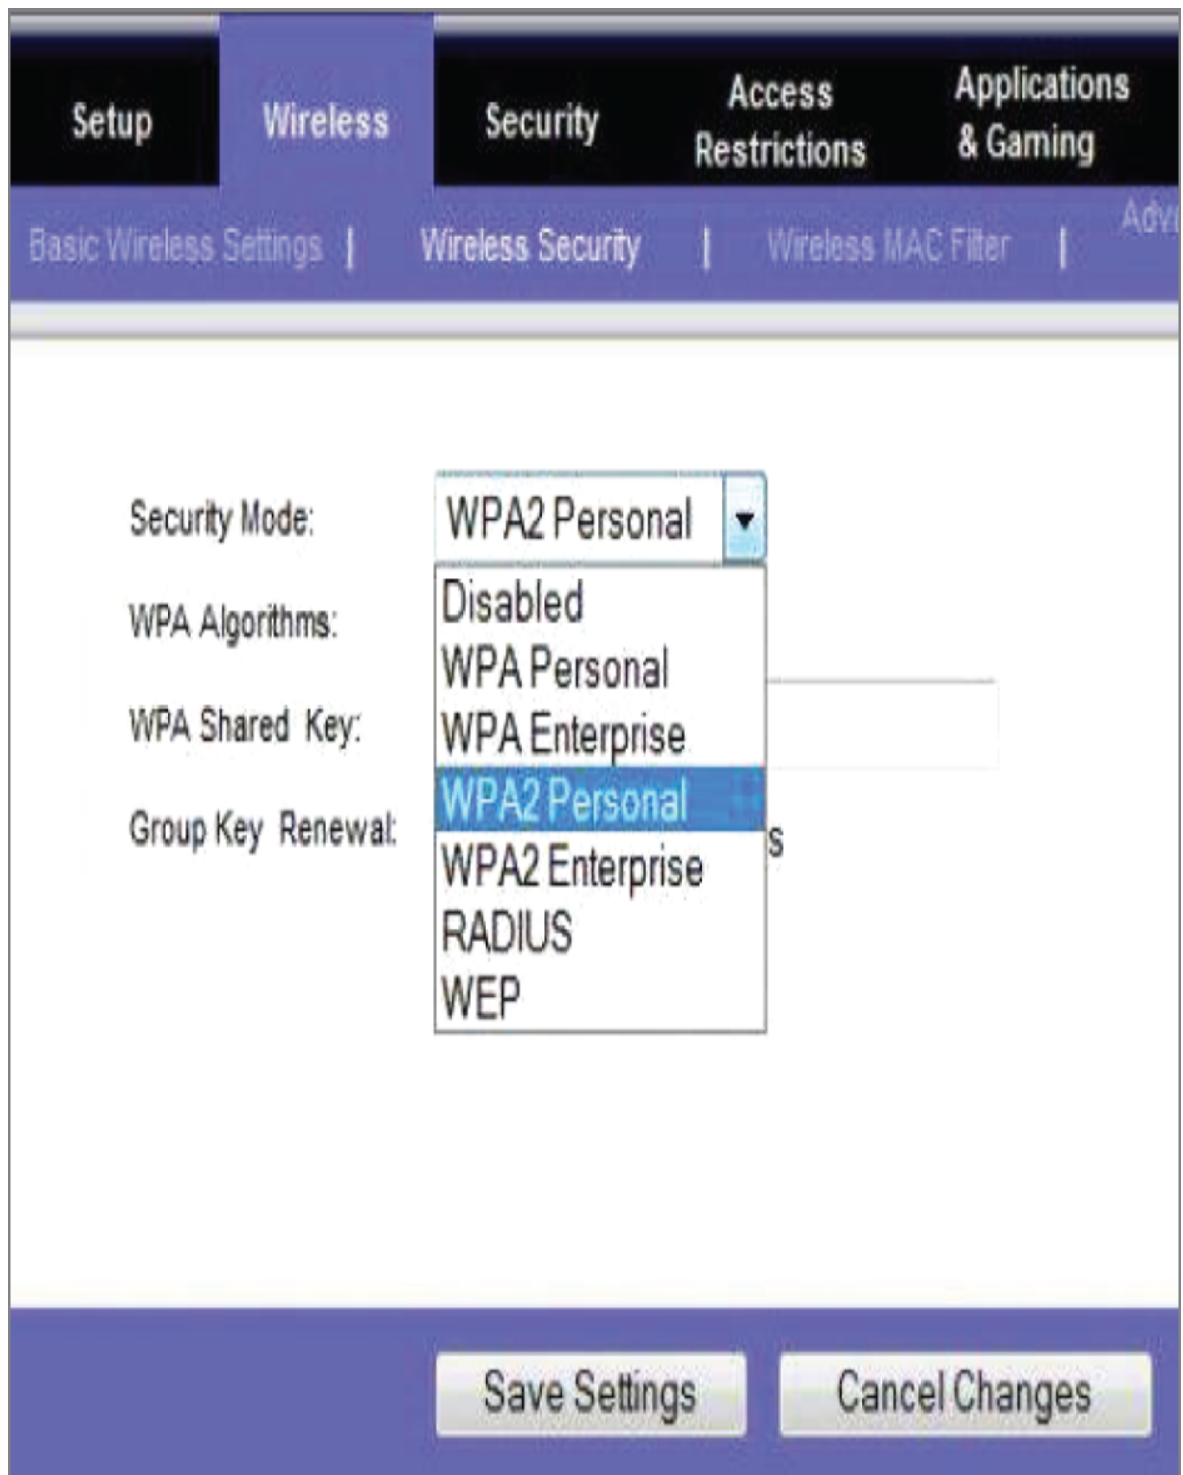 Setup
Wireless
Security
Access
Restrictions
Applications
& Gaming
Basic Wireless Settings |
Wireless Security |
Wireless MAC Filter |
Adva
Security Mode:
WPA2 Personal
Disabled
WPA Personal
WPA Enterprise
WPA2 Personal
WPA2 Enterprise
RADIUS
WEP
WPA Algorithms:
WPA Shared Key:
Group Key Renewal:
s
Save Settings
Cancel Changes